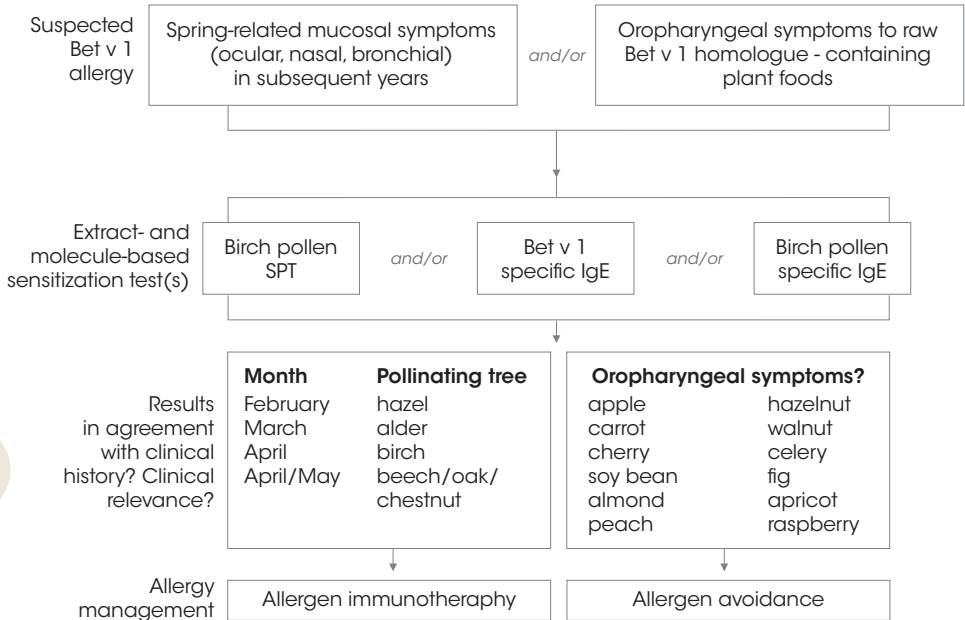 Suspected
Bet v 1
allergy
Spring-related mucosal symptoms
(ocular, nasal, bronchial)
in subsequent years
and/or
Oropharyngeal symptoms to raw
Bet v 1 homologue - containing
plant foods
Extract- and
molecule-based
sensitization test(s)
Birch pollen
SPT
and/or
Bet v 1
specific IgE
and/or
Birch pollen
specific IgE
Results
in agreement
with clinical
history? Clinical
relevance?
Month Pollinating tree
February hazel
March alder
April birch
April/May beech/oak/
chestnut
Oropharyngeal symptoms?
apple hazelnut
carrot walnut
cherry celery
soy bean fig
almond apricot
peach raspberry
Allergy
management
Allergen immunotheraphy
Allergen avoidance